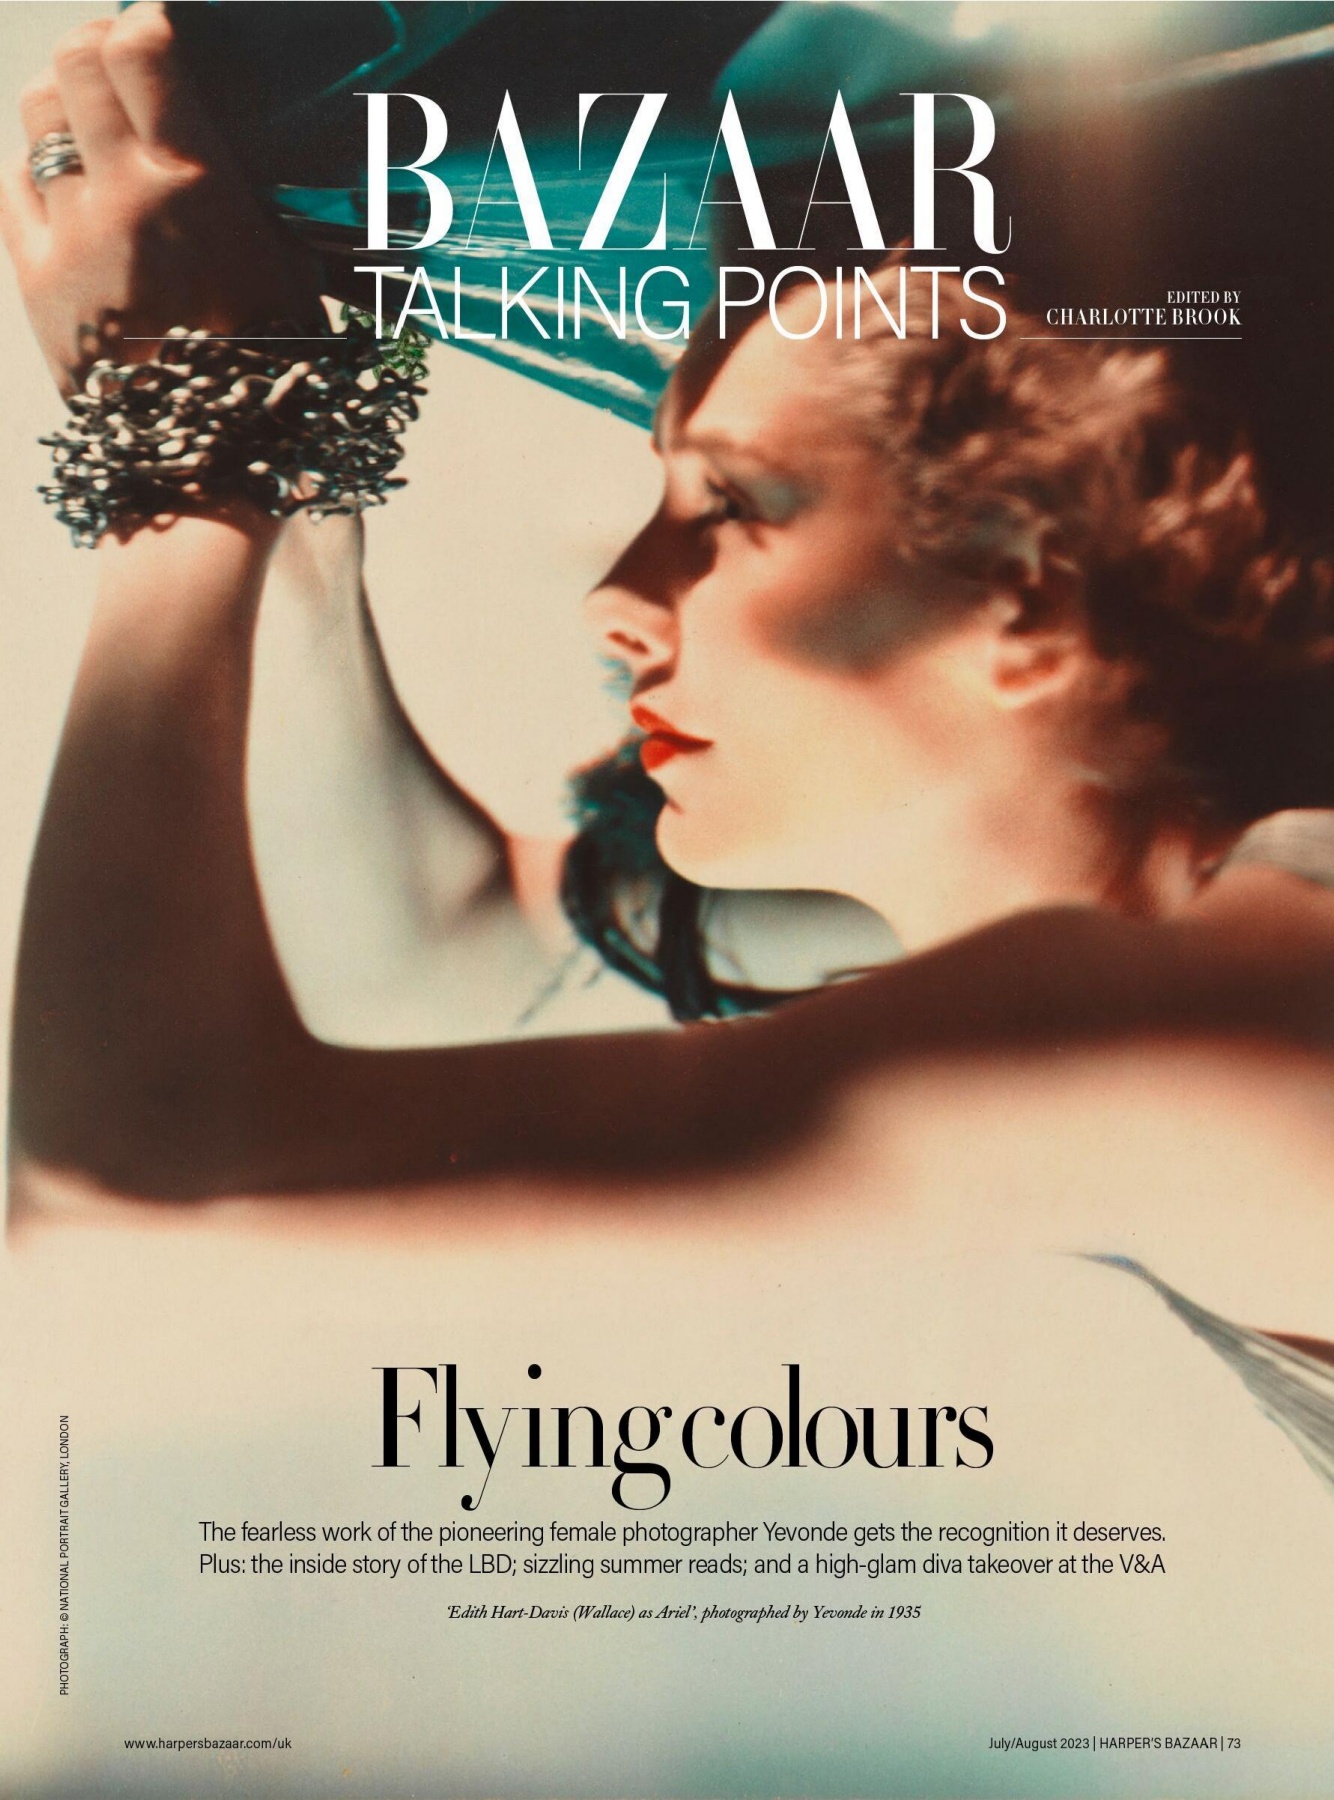 BAZAAR
TALKING POINTS
EDITED BY
CHARLOTTE BROOK
Flying colours
The fearless work of the pioneering female photographer Yevonde gets the recognition it deserves.
Plus: the inside story of the LBD; sizzling summer reads; and a high-glam diva takeover at the V&A
‘Edith Hart-Davis (Wallace) as Ariel’, photographed by Yevonde in 1935
PHOTOGRAPH: © NATIONAL PORTRAIT GALLERY, LONDON
www.harpersbazaar.com/uk
July/August 2023 | HARPER’S BAZAAR | 73